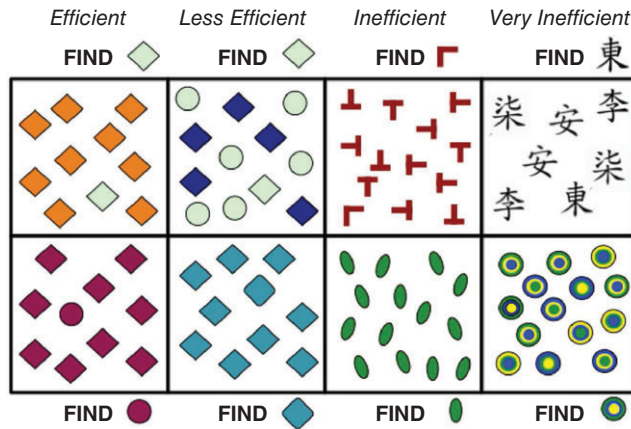 Efficient Less Efficient Inefficient Very Inefficient
FIND FIND FIND FIND 東
李
柒 安
安 柒
李 東
FIND FIND FIND FIND